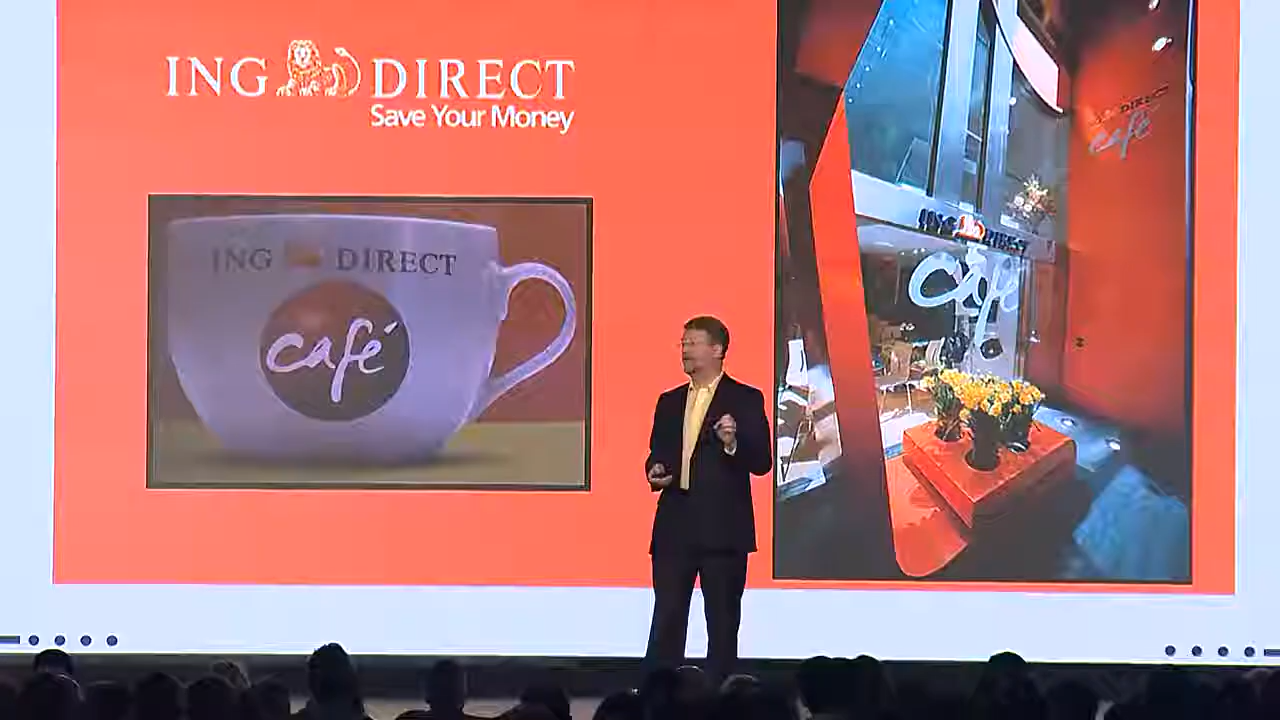 ING DIRECT
Save Your Money
ING DIRECT
café
DIRECT
café
ING DIRECT
Café